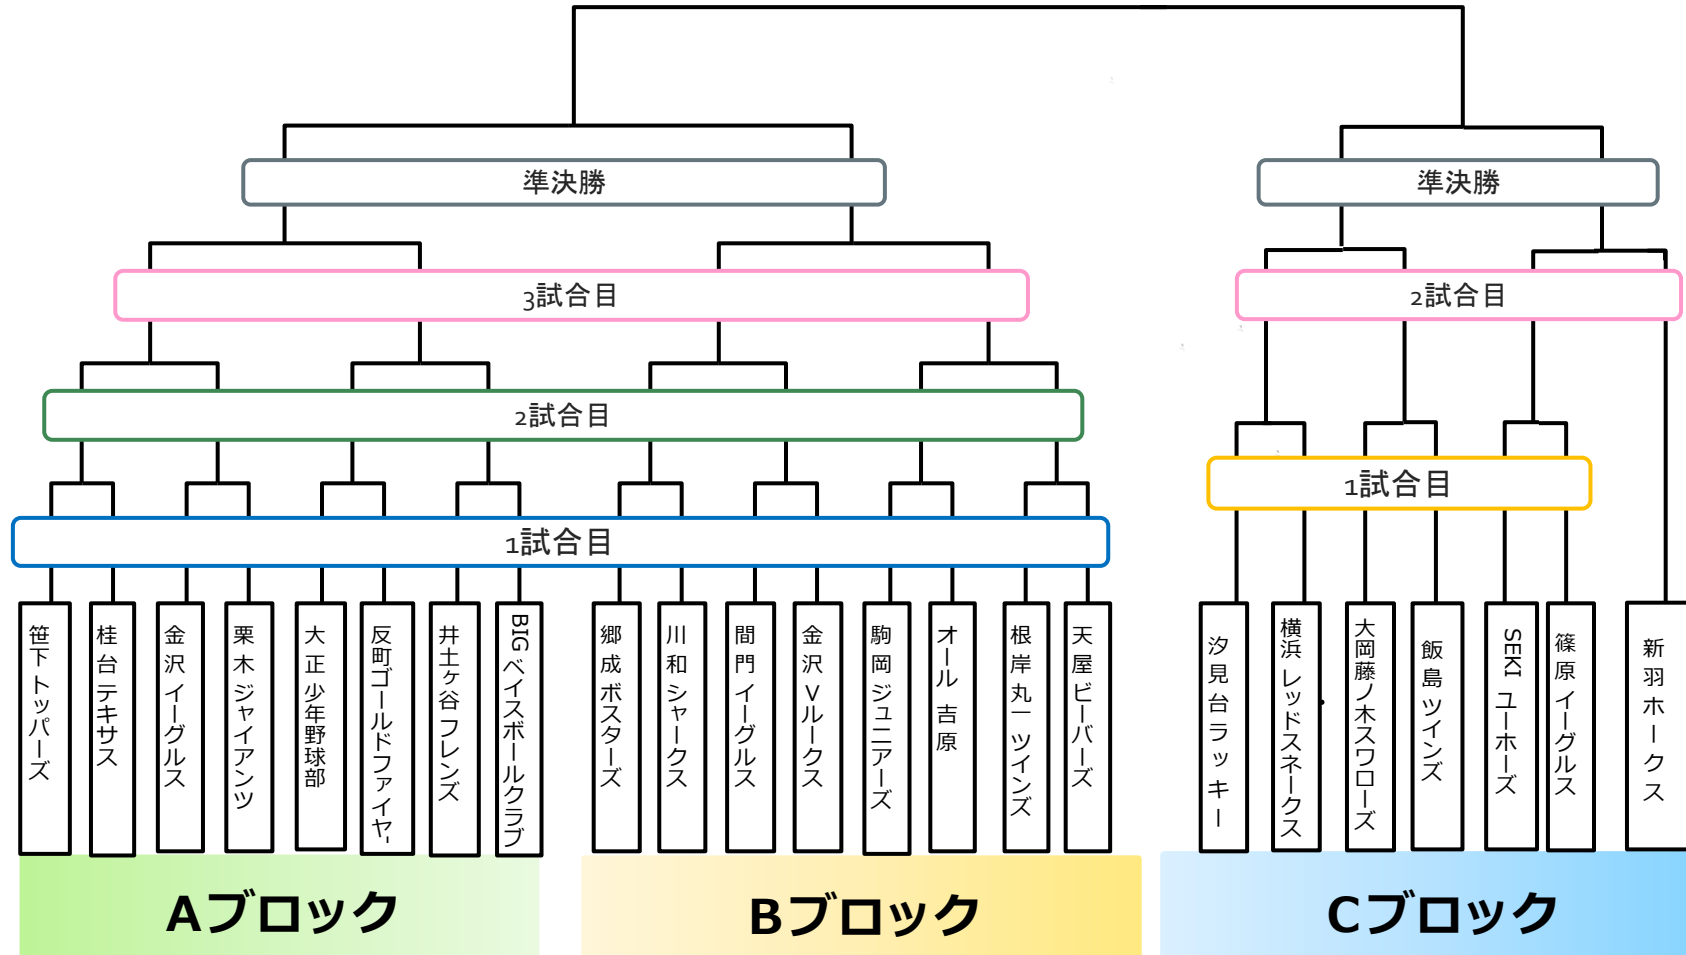 準決勝
準決勝
3試合目
2試合目
2試合目
1試合目
1試合目
笹下トッパーズ
桂台テキサス
金沢イーグルス
栗木ジャイアンツ
大正少年野球部
反町ゴールドファイヤー
井土ヶ谷フレンズ
BIGベイスボールクラブ
郷成ボスターズ
川和シャークス
間門イーグルス
金沢Vルークス
駒岡ジュニアーズ
オール吉原
根岸丸一ツインズ
天屋ビーバーズ
汐見台ラッキー
横浜レッドスネークス
大岡藤ノ木スワローズ
飯島ツインズ
SEKIユーホーズ
篠原イーグルス
新羽ホークス
Aブロック
Bブロック
Cブロック